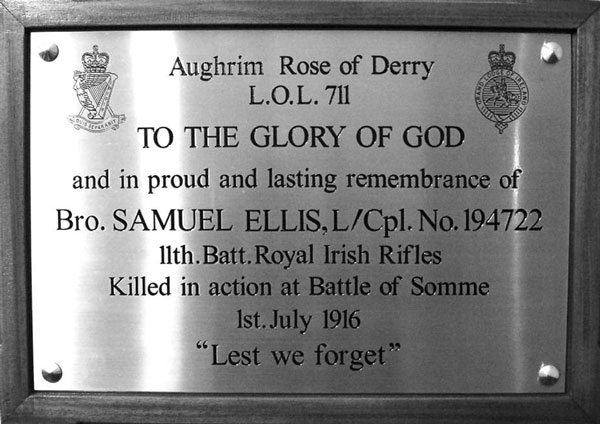 Aughrim Rose of Derry
L.O.L. 711
TO THE GLORY OF GOD
and in proud and lasting remembrance of
Bro. SAMUEL ELLIS, L/Cpl. No. 194722
11th. Batt. Royal Irish Rifles
Killed in action at Battle of Somme
1st. July 1916
“Lest we forget”